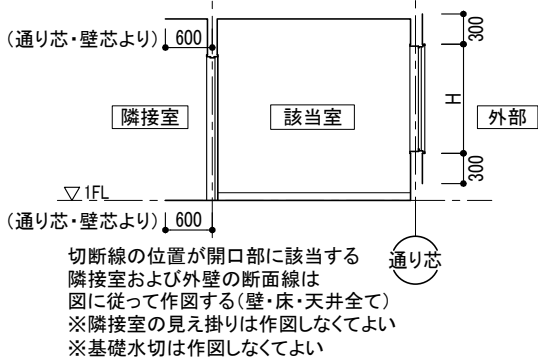 (通り芯・壁芯より) 600
300
隣接室
該当室
H
外部
300
▽1FL
(通り芯・壁芯より) 600
通り芯
切断線の位置が開口部に該当する
隣接室および外壁の断面線は
図に従って作図する(壁・床・天井全て)
※隣接室の見え掛りは作図しなくてよい
※基礎水切は作図しなくてよい